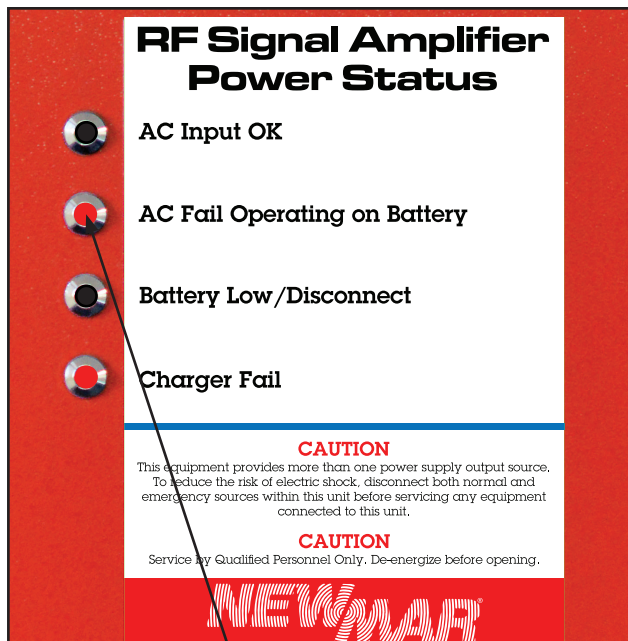 RF Signal Amplifier
Power Status
AC Input OK
AC Fail Operating on Battery
Battery Low/Disconnect
Charger Fail
CAUTION
This equipment provides more than one power supply output source.
To reduce the risk of electric shock, disconnect both normal and
emergency sources within this unit before servicing any equipment
connected to this unit.
CAUTION
Service by Qualified Personnel Only. De-energize before opening.
NEWMAR®